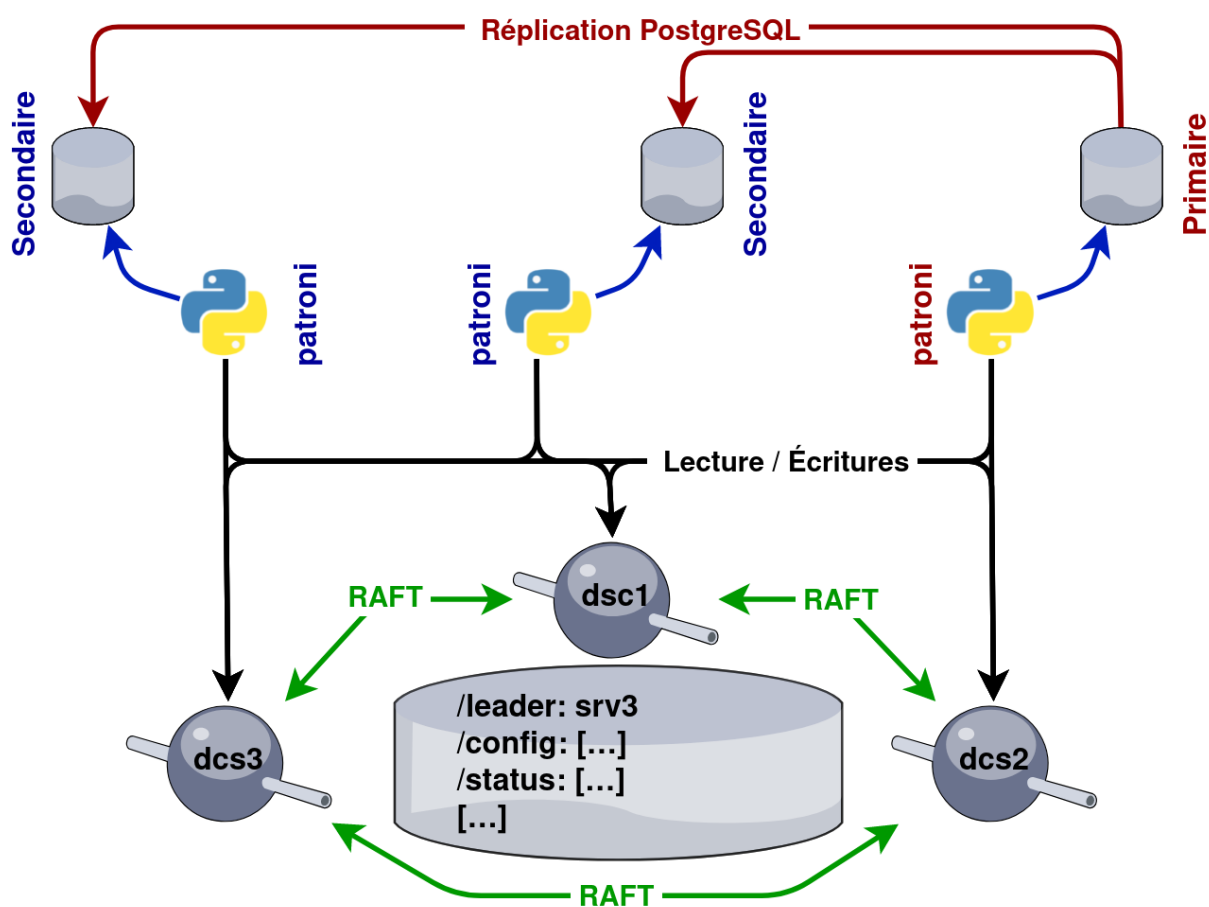 Réplication PostgreSQL
Secondaire
Secondaire
Primaire
patroni
patroni
patroni
Lecture / Écritures
RAFT
dsc1
RAFT
/leader: srv3
/config: […]
/status: […]
[…]
dcs3
dcs2
RAFT